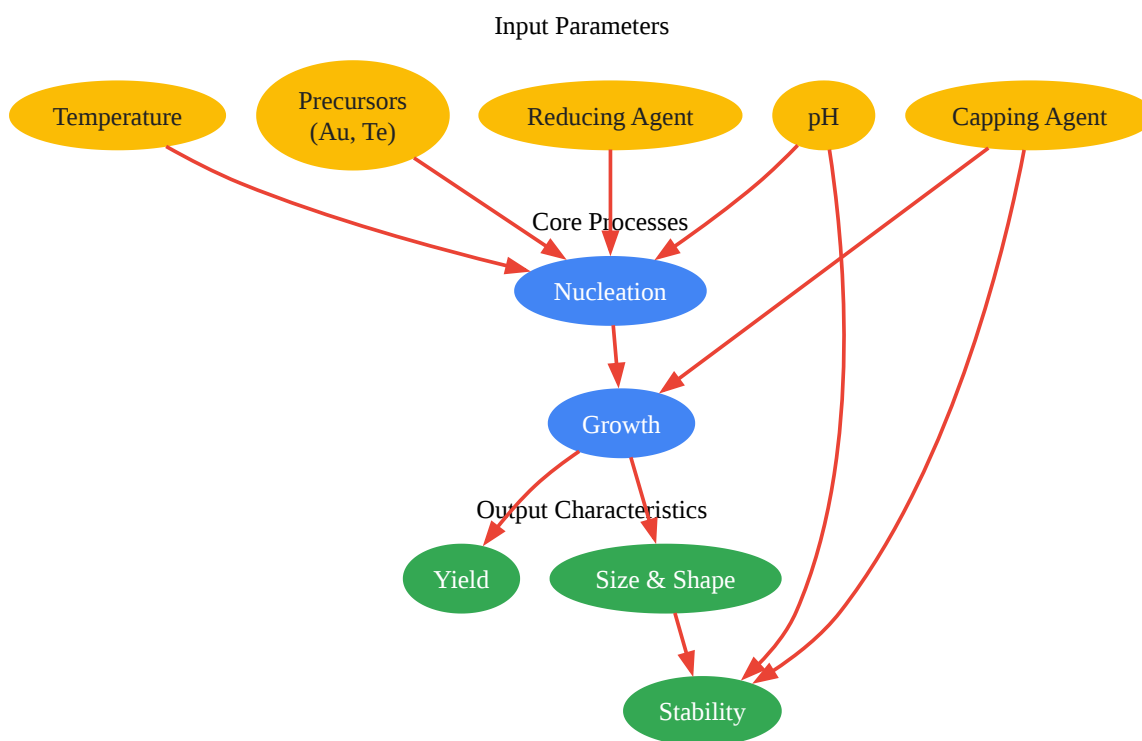 Input Parameters
Temperature
Precursors
(Au, Te)
Reducing Agent
pH
Capping Agent
Core Processes
Nucleation
Growth
Output Characteristics
Yield
Size & Shape
Stability